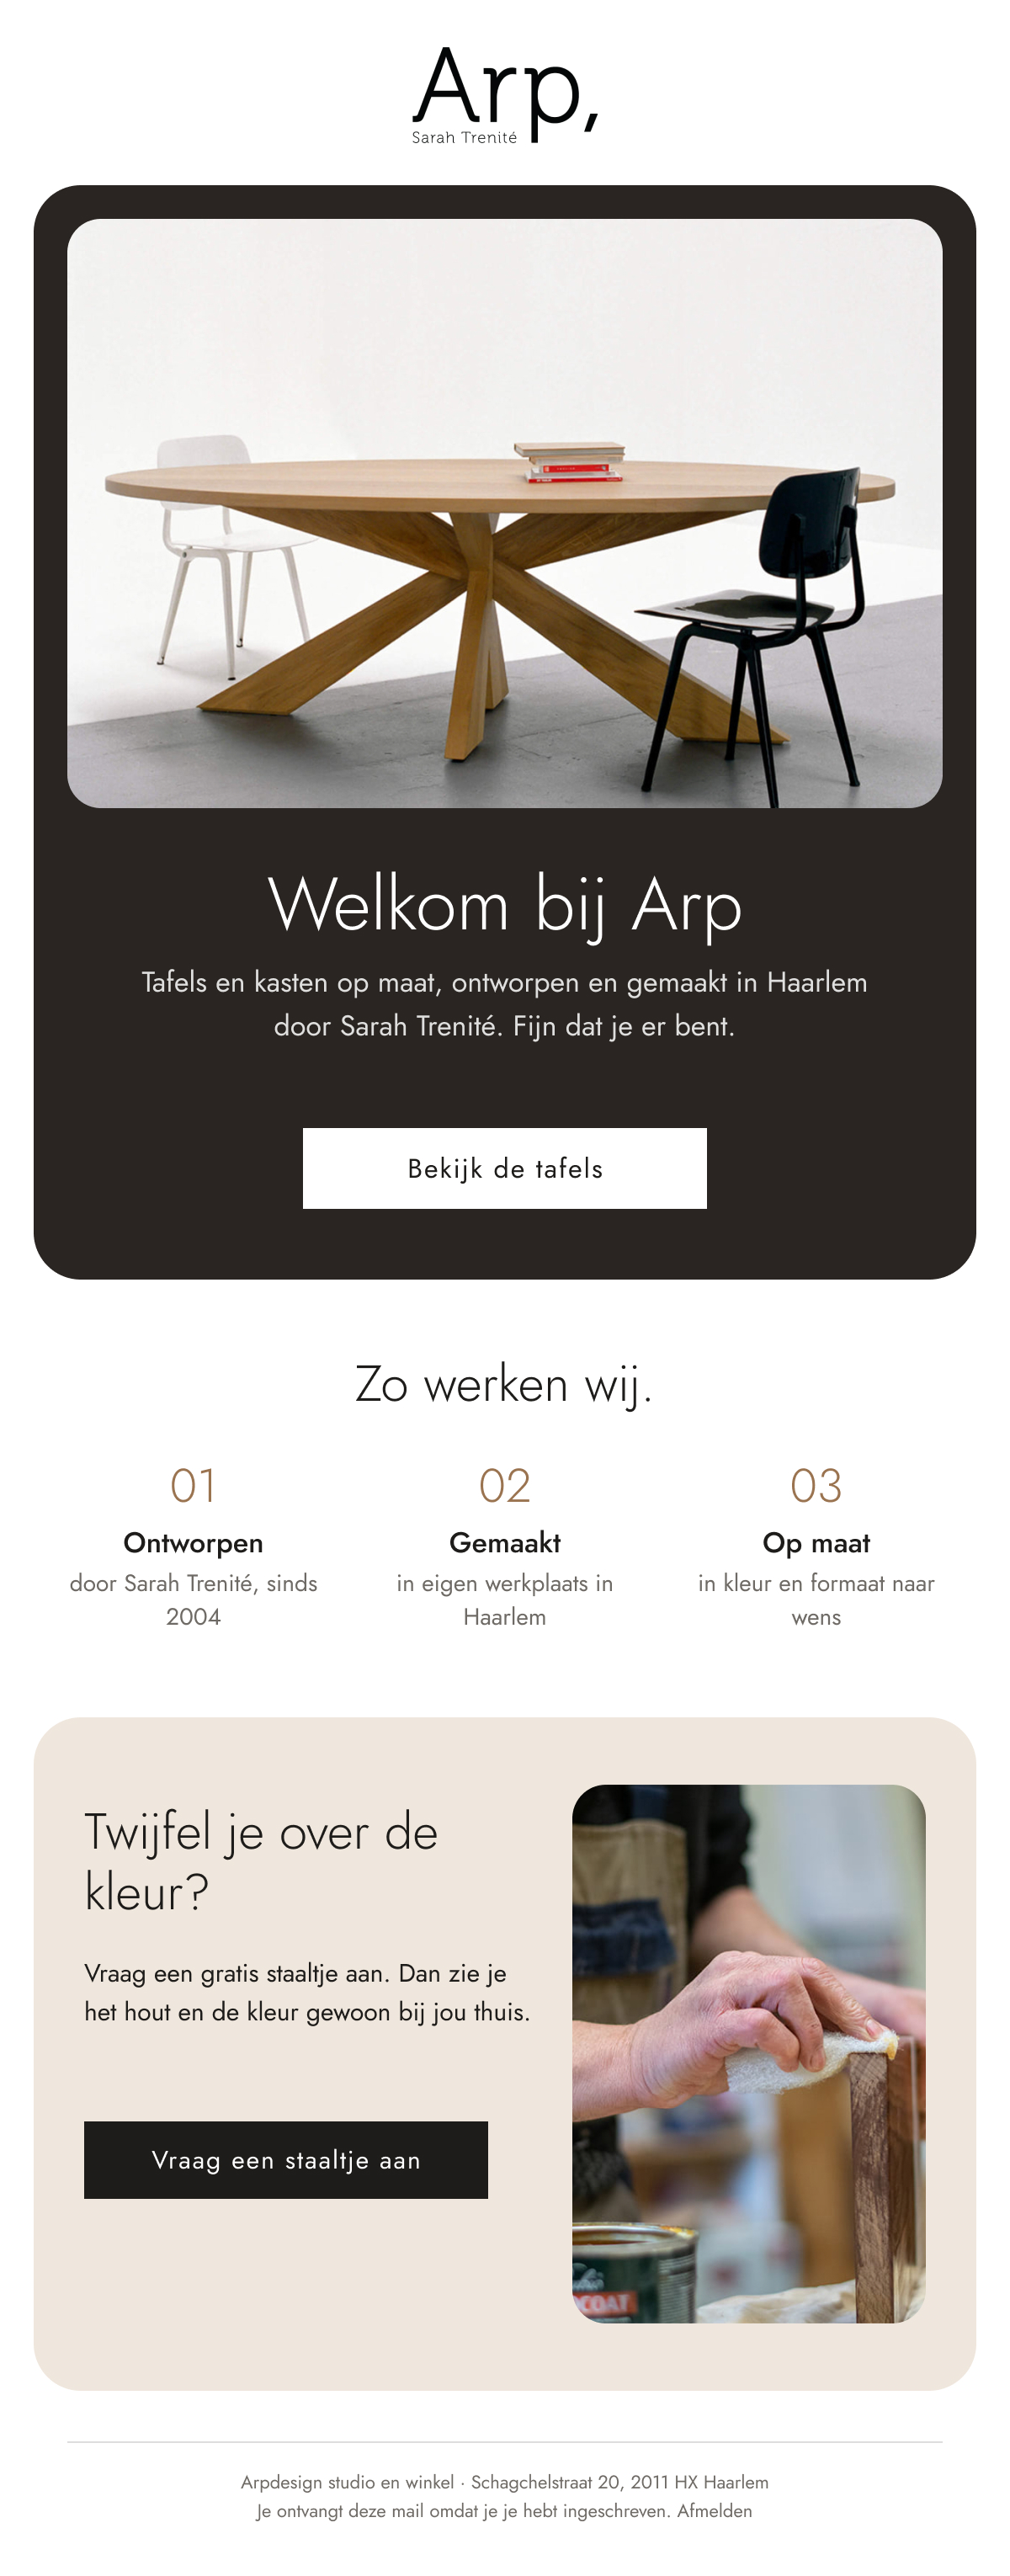 Arp,
Sarah Trenité
Welkom bij Arp
Tafels en kasten op maat, ontworpen en gemaakt in Haarlem
door Sarah Trenité. Fijn dat je er bent.
Bekijk de tafels
Zo werken wij.
01
Ontworpen
door Sarah Trenité, sinds
2004
02
Gemaakt
in eigen werkplaats in
Haarlem
03
Op maat
in kleur en formaat naar
wens
Twijfel je over de
kleur?
Vraag een gratis staaltje aan. Dan zie je
het hout en de kleur gewoon bij jou thuis.
Vraag een staaltje aan
COAT
Arpdesign studio en winkel · Schagchelstraat 20, 2011 HX Haarlem
Je ontvangt deze mail omdat je je hebt ingeschreven. Afmelden